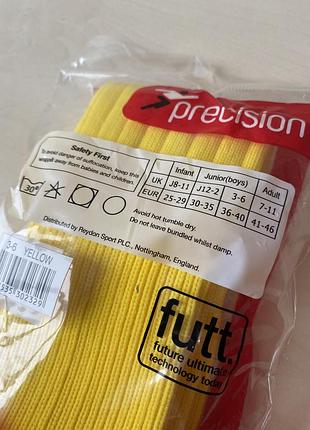 precision
Safety First
To avoid danger of suffocation, keep this
wrapping away from babies and children.
Infant Junior(boys) Adult
UK J8-11 J12-2 3-6 7-11
EUR 25-29 30-35 36-40 41-46
30°
Avoid hot tumble dry.
Do not leave bundled whilst damp.
Distributed by Reydon Sport PLC., Nottingham, England.
3-6 YELLOW
535 302329
futt.
future ultimate
technology today